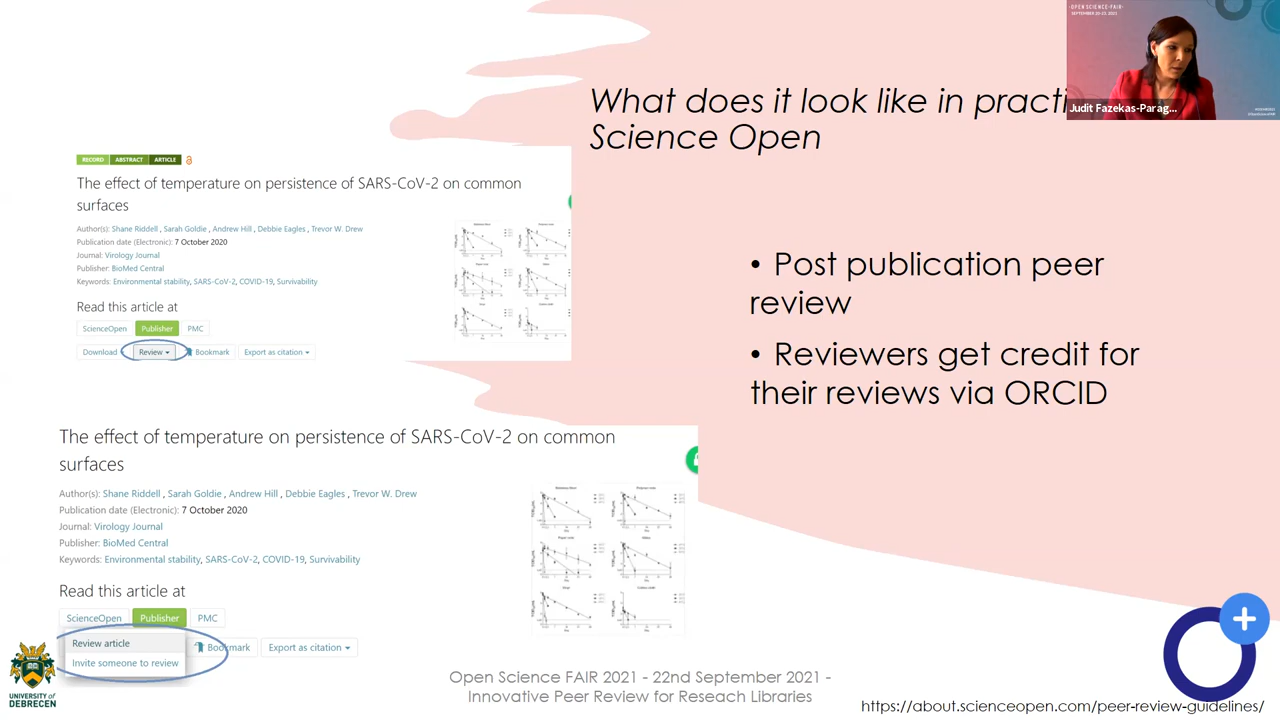 OPEN SCIENCE FAIR
What does it look like in practi
Science Open
Judit Fazekas-Parag...
RECORD ABSTRACT ARTICLE
The effect of temperature on persistence of SARS-CoV-2 on common
surfaces
Author(s): Shane Riddell , Sarah Goldie , Andrew Hill , Debbie Eagles , Trevor W. Drew
Publication date (Electronic): 7 October 2020
Journal: Virology Journal
Publisher: BioMed Central
Keywords: Environmental stability, SARS-CoV-2, COVID-19, Survivability
Read this article at
ScienceOpen Publisher PMC
Download Review Bookmark Export as citation
• Post publication peer
review
• Reviewers get credit for
their reviews via ORCID
The effect of temperature on persistence of SARS-CoV-2 on common
surfaces
Author(s): Shane Riddell , Sarah Goldie , Andrew Hill , Debbie Eagles , Trevor W. Drew
Publication date (Electronic): 7 October 2020
Journal: Virology Journal
Publisher: BioMed Central
Keywords: Environmental stability, SARS-CoV-2, COVID-19, Survivability
Read this article at
ScienceOpen Publisher PMC
Review article
Invite someone to review
Bookmark Export as citation
UNIVERSITY of
DEBRECEN
Open Science FAIR 2021 - 22nd September 2021 -
Innovative Peer Review for Reseach Libraries
https://about.scienceopen.com/peer-review-guidelines/